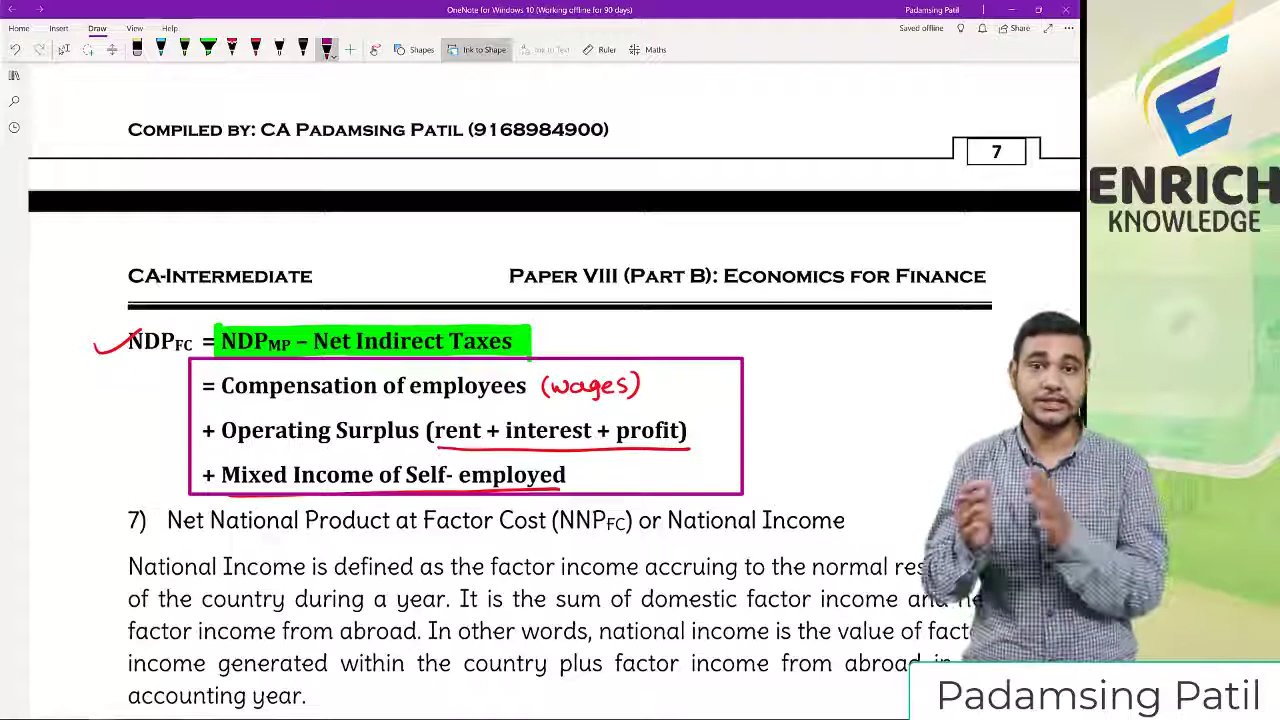 OneNote for Windows 10 (Working offline for 90 days)
Padamsing Patil
Home Insert Draw View Help
Saved offline Share
Shapes Ink to Shape Ink to Text Ruler Maths
COMPILED BY: CA PADAMSING PATIL (9168984900)
7
ENRICH
KNOWLEDGE
CA-INTERMEDIATE PAPER VIII (PART B): ECONOMICS FOR FINANCE
NDPFC = NDPMP – Net Indirect Taxes
= Compensation of employees (wages)
+ Operating Surplus (rent + interest + profit)
+ Mixed Income of Self- employed
7) Net National Product at Factor Cost (NNPFC) or National Income
National Income is defined as the factor income accruing to the normal
of the country during a year. It is the sum of domestic factor income and
factor income from abroad. In other words, national income is the value of
income generated within the country plus factor income from abroad
accounting year.
Padamsing Patil